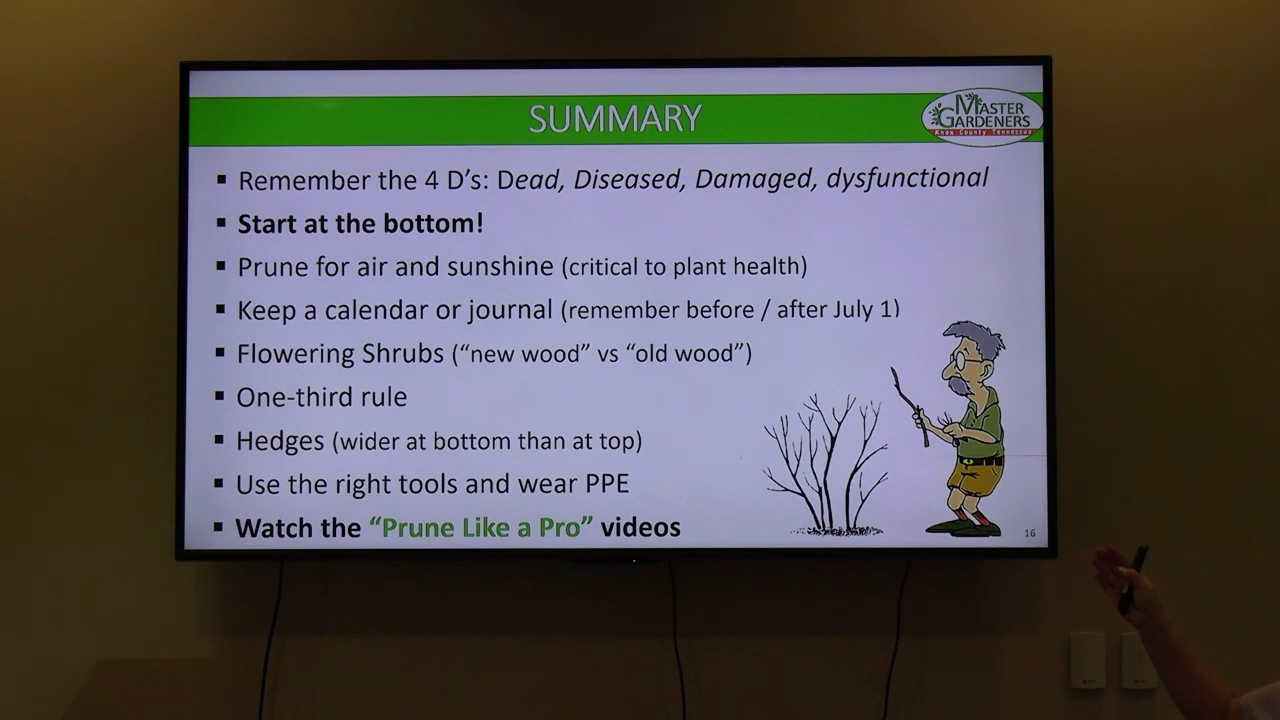 SUMMARY
MASTER
GARDENERS
Knox County Tennessee
▪ Remember the 4 D's: Dead, Diseased, Damaged, dysfunctional
▪ Start at the bottom!
▪ Prune for air and sunshine (critical to plant health)
▪ Keep a calendar or journal (remember before / after July 1)
▪ Flowering Shrubs (“new wood” vs “old wood”)
▪ One-third rule
▪ Hedges (wider at bottom than at top)
▪ Use the right tools and wear PPE
▪ Watch the “Prune Like a Pro” videos
16